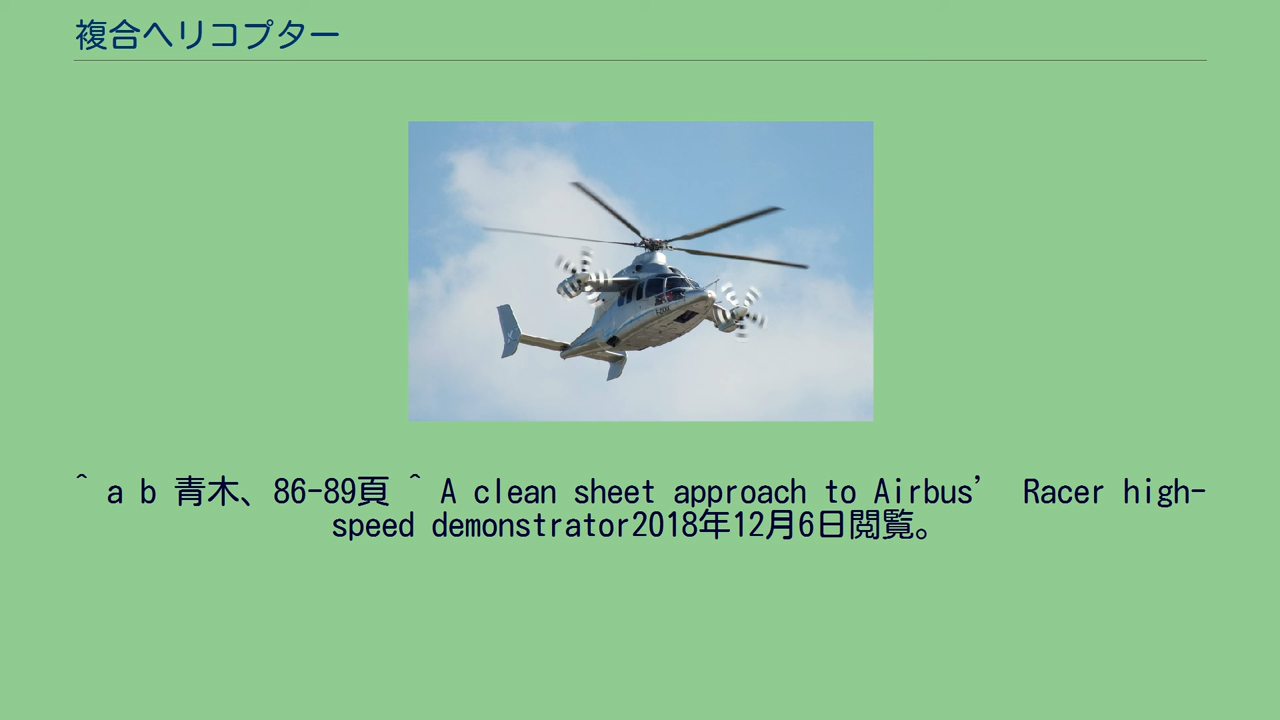 複合ヘリコプター
^ a b 青木、86-89頁 ^ A clean sheet approach to Airbus’ Racer high-
speed demonstrator2018年12月6日閲覧。